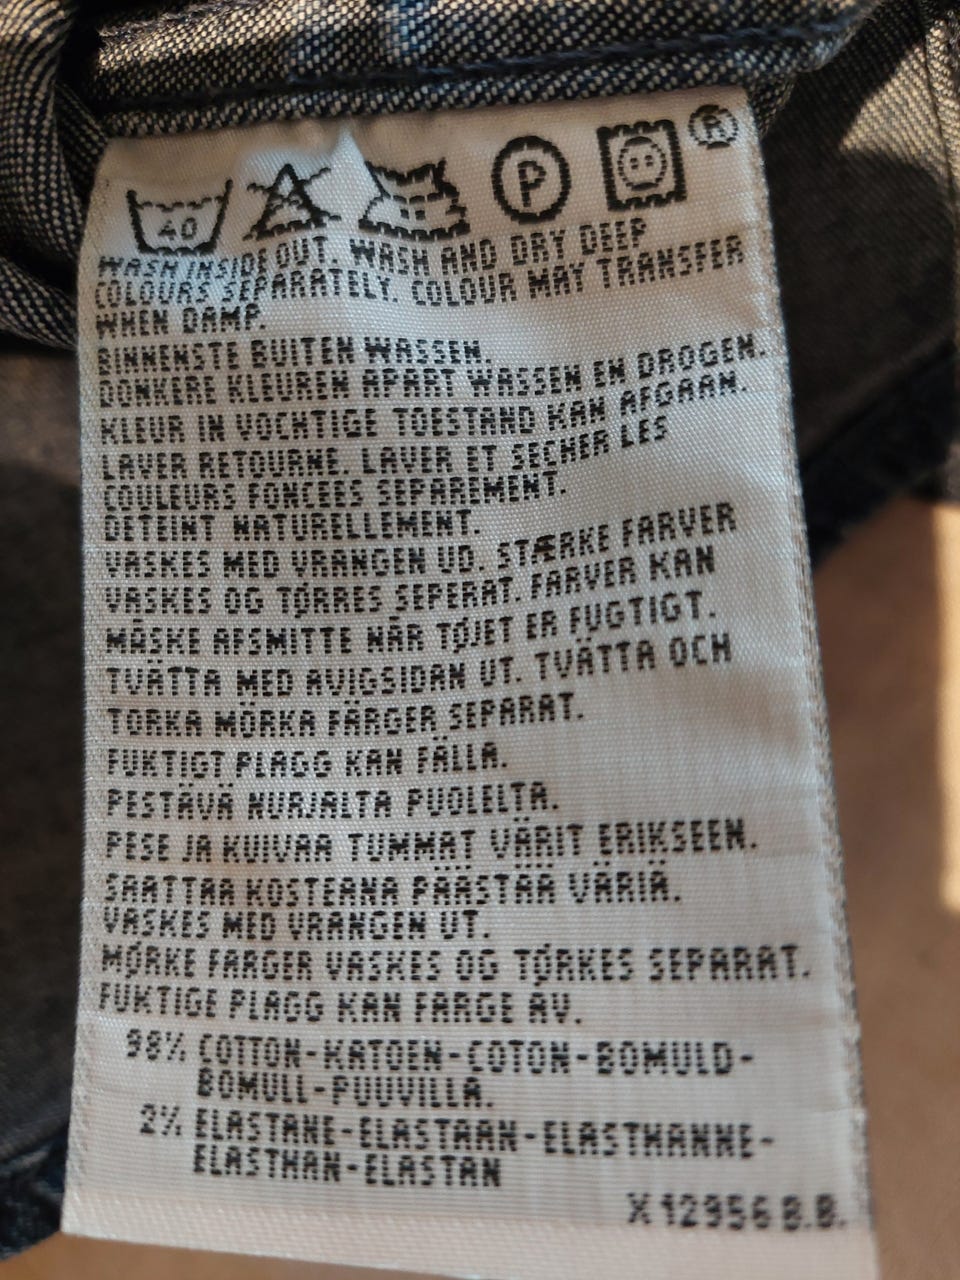 40 P ®
WASH INSIDE OUT. WASH AND DRY DEEP
COLOURS SEPARATELY. COLOUR MAY TRANSFER
WHEN DAMP.
BINNENSTE BUITEN WASSEN.
DONKERE KLEUREN APART WASSEN EN DROGEN.
KLEUR IN VOCHTIGE TOESTAND KAN AFGAAN.
LAVER RETOURNE. LAVER ET SECHER LES
COULEURS FONCEES SEPAREMENT.
DETEINT NATURELLEMENT.
VASKES MED VRANGEN UD. STÆRKE FARVER
VASKES OG TØRRES SEPERAT. FARVER KAN
MÅSKE AFSMITTE NÅR TØJET ER FUGTIGT.
TVÄTTA MED AVIGSIDAN UT. TVÄTTA OCH
TORKA MÖRKA FÄRGER SEPARAT.
FUKTIGT PLAGG KAN FÄLLA.
PESTÄVÄ NURJALTA PUOLELTA.
PESE JA KUIVAA TUMMAT VÄRIT ERIKSEEN.
SAATTAA KOSTEANA PÄÄSTÄÄ VÄRIÄ.
VASKES MED VRANGEN UT.
MØRKE FARGER VASKES OG TØRKES SEPARAT.
FUKTIGE PLAGG KAN FARGE AV.
98% COTTON-KATOEN-COTON-BOMULD-
BOMULL-PUUVILLA.
2% ELASTANE-ELASTAAN-ELASTHANNE-
ELASTHAN-ELASTAN
X12956 B.B.